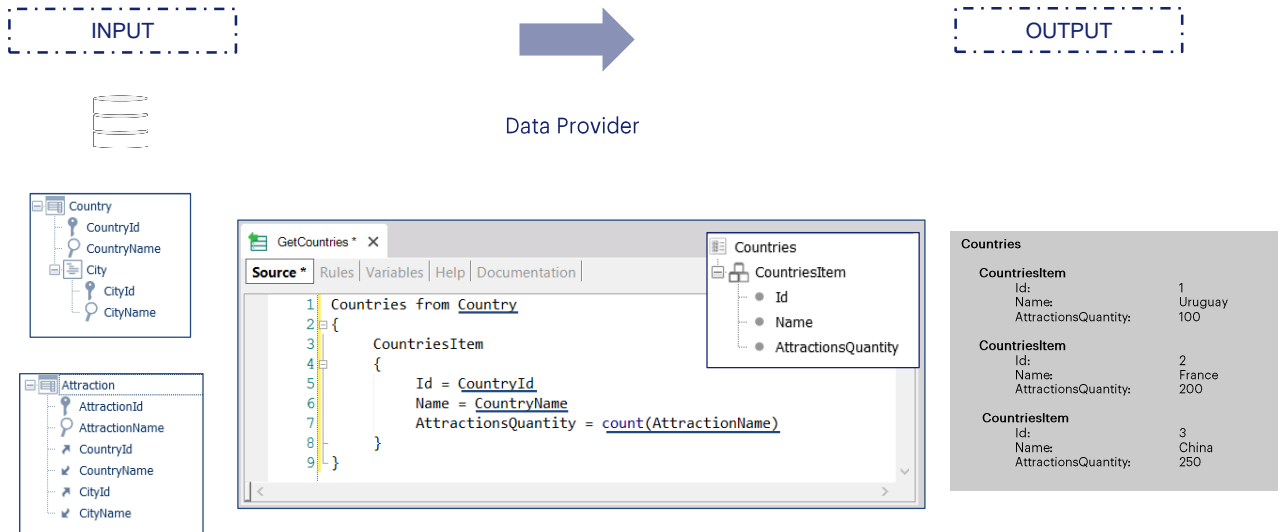 INPUT
OUTPUT
Data Provider
Country
CountryId
CountryName
City
CityId
CityName
Attraction
AttractionId
AttractionName
CountryId
CountryName
CityId
CityName
GetCountries * X
Source * Rules Variables Help Documentation
1 Countries from Country
2 {
3 CountriesItem
4 {
5 Id = CountryId
6 Name = CountryName
7 AttractionsQuantity = count(AttractionName)
8 }
9 }
Countries
CountriesItem
Id
Name
AttractionsQuantity
Countries
CountriesItem
Id: 1
Name: Uruguay
AttractionsQuantity: 100
CountriesItem
Id: 2
Name: France
AttractionsQuantity: 200
CountriesItem
Id: 3
Name: China
AttractionsQuantity: 250